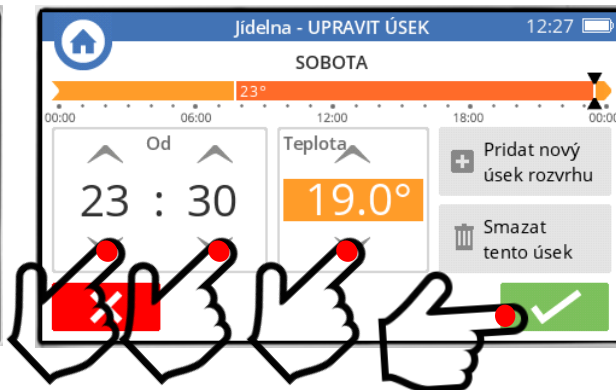 Jídelna - UPRAVIT ÚSEK 12:27
SOBOTA
23°
00:00 06:00 12:00 18:00 00:00
Od
Teplota
23 : 30
19.0°
Pridat nový
úsek rozvrhu
Smazat
tento úsek